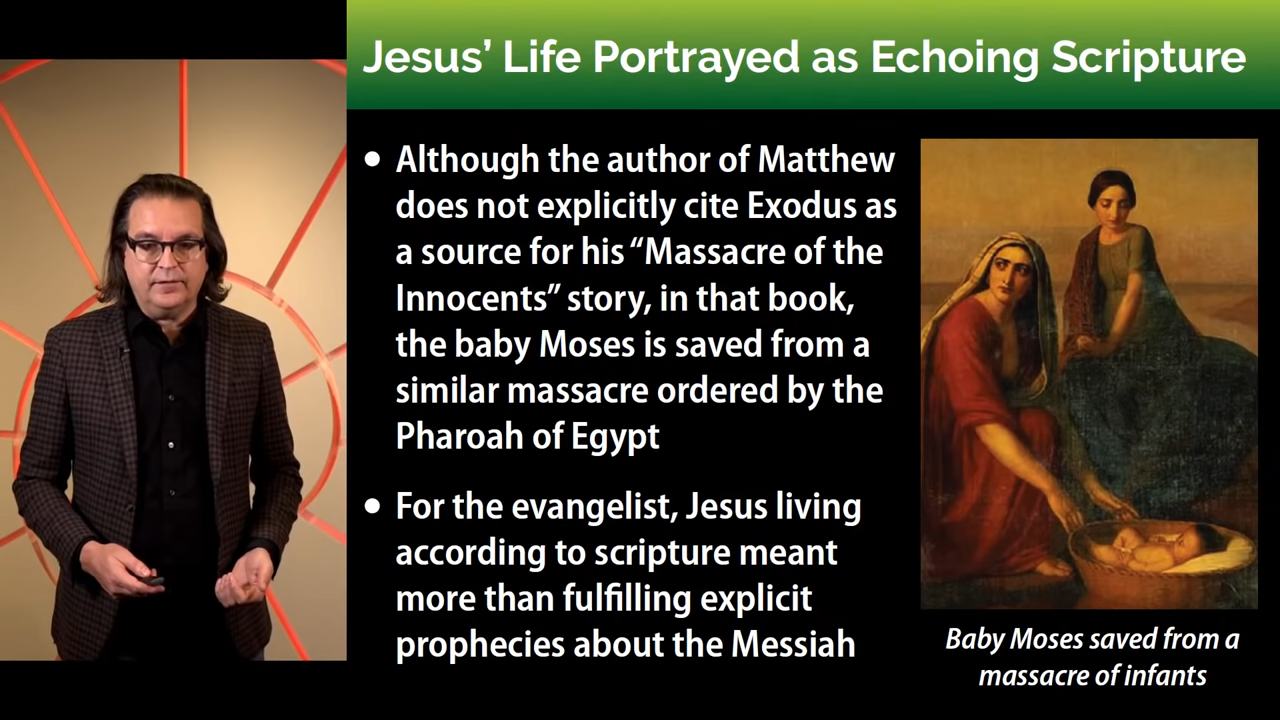 Jesus’ Life Portrayed as Echoing Scripture
• Although the author of Matthew
does not explicitly cite Exodus as
a source for his “Massacre of the
Innocents” story, in that book,
the baby Moses is saved from a
similar massacre ordered by the
Pharoah of Egypt
• For the evangelist, Jesus living
according to scripture meant
more than fulfilling explicit
prophecies about the Messiah
Baby Moses saved from a
massacre of infants